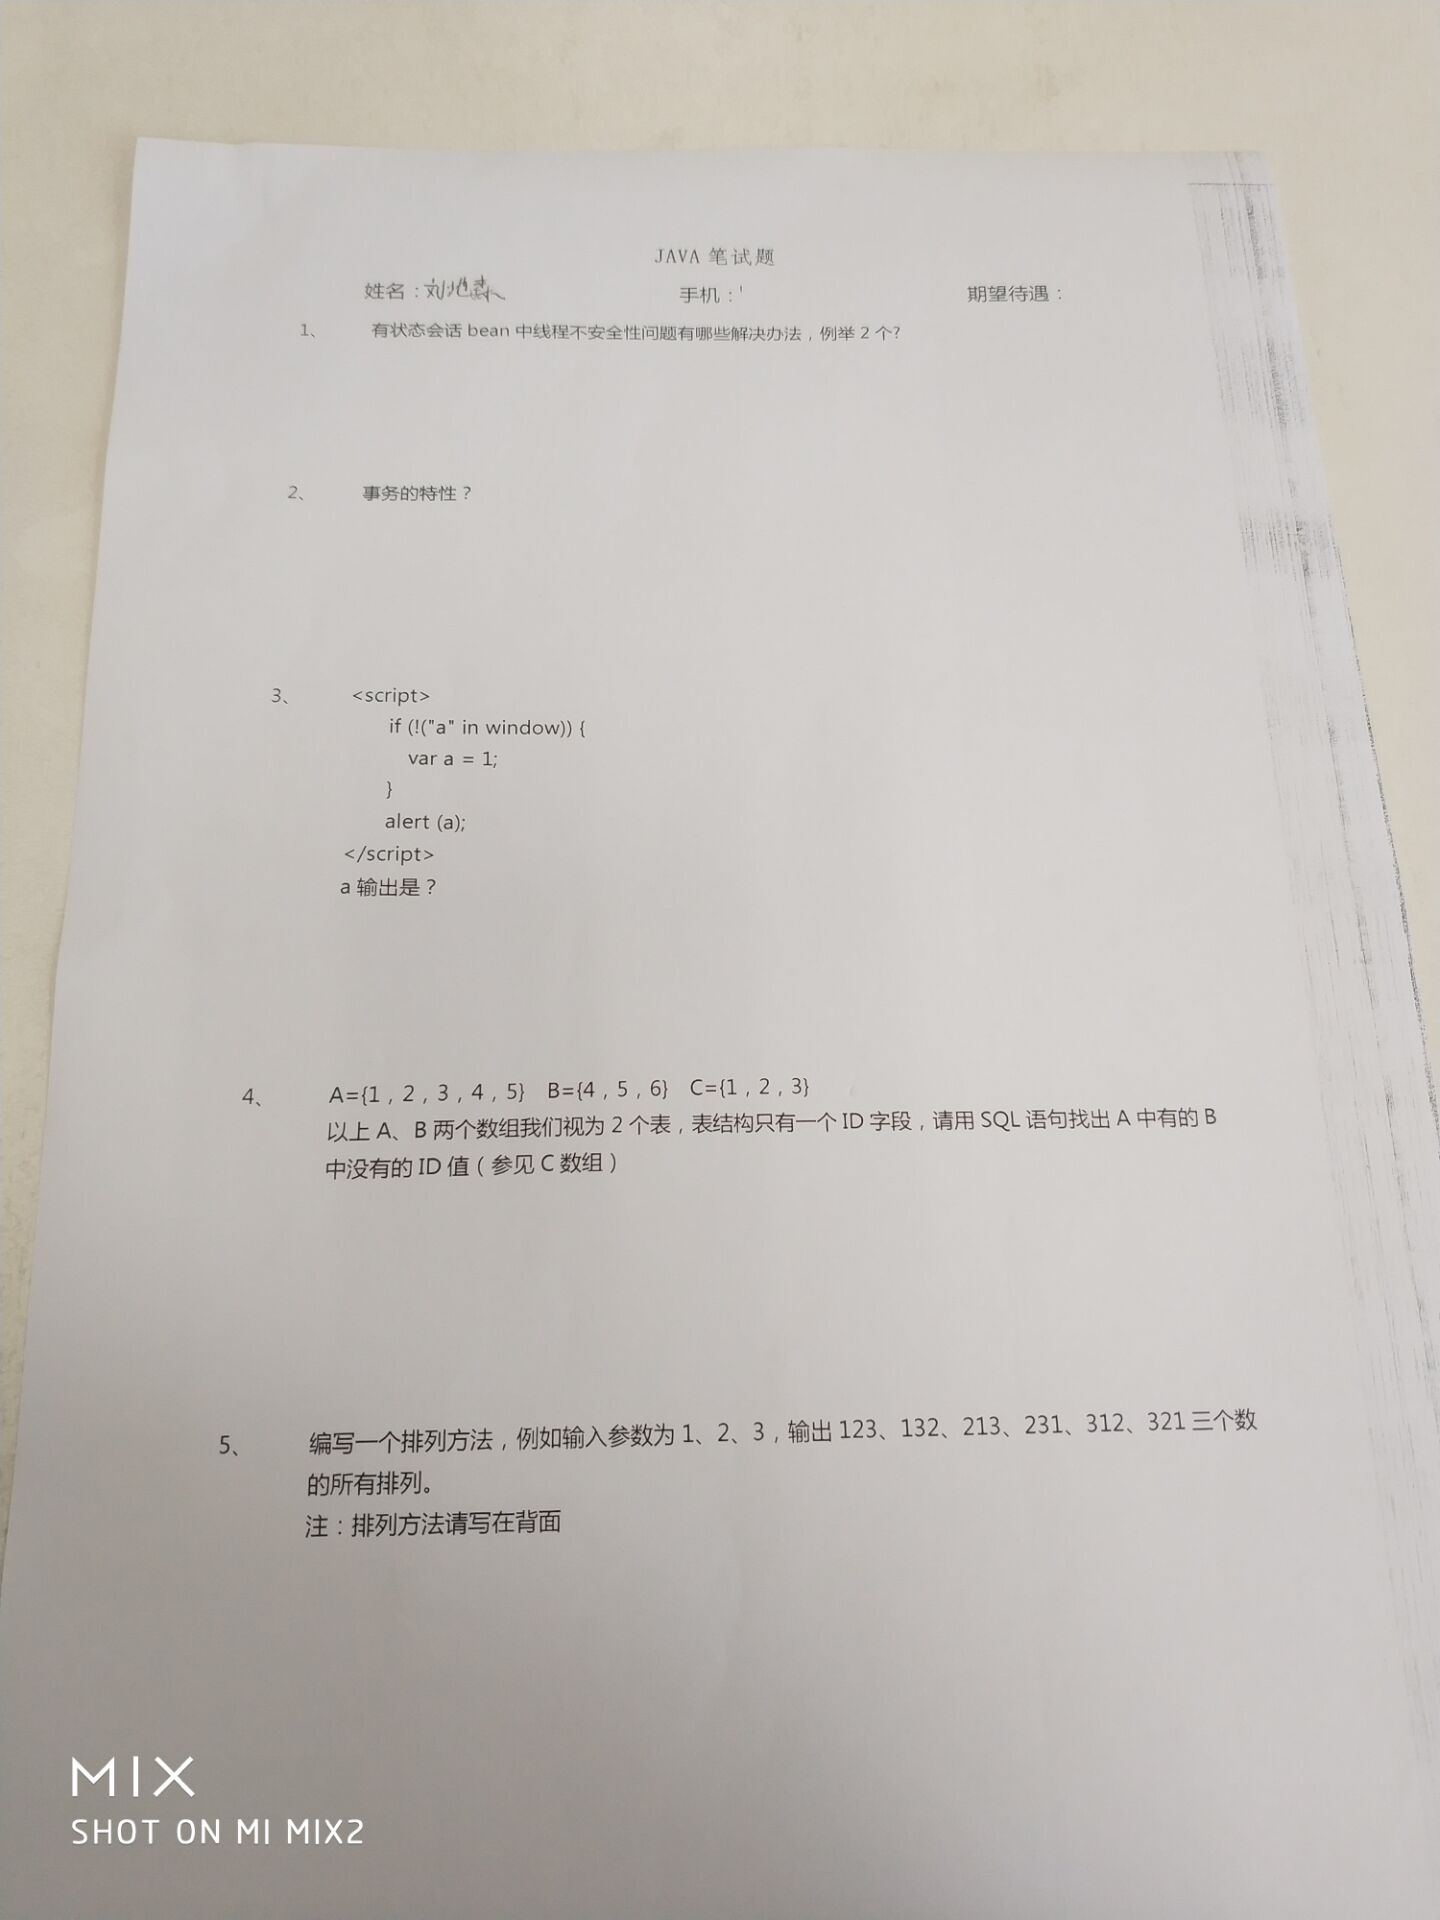 JAVA 笔试题
姓名：刘 手机： 期望待遇：
1、 有状态会话 bean 中线程不安全性问题有哪些解决办法，例举 2 个?
2、 事务的特性？
3、 <script>
if (!("a" in window)) {
var a = 1;
}
alert (a);
</script>
a 输出是？
4、 A={1，2，3，4，5} B={4，5，6} C={1，2，3}
以上 A、B 两个数组我们视为 2 个表，表结构只有一个 ID 字段，请用 SQL 语句找出 A 中有的 B
中没有的 ID 值（参见 C 数组）
5、 编写一个排列方法，例如输入参数为 1、2、3，输出 123、132、213、231、312、321 三个数
的所有排列。
注：排列方法请写在背面
MIX
SHOT ON MI MIX2